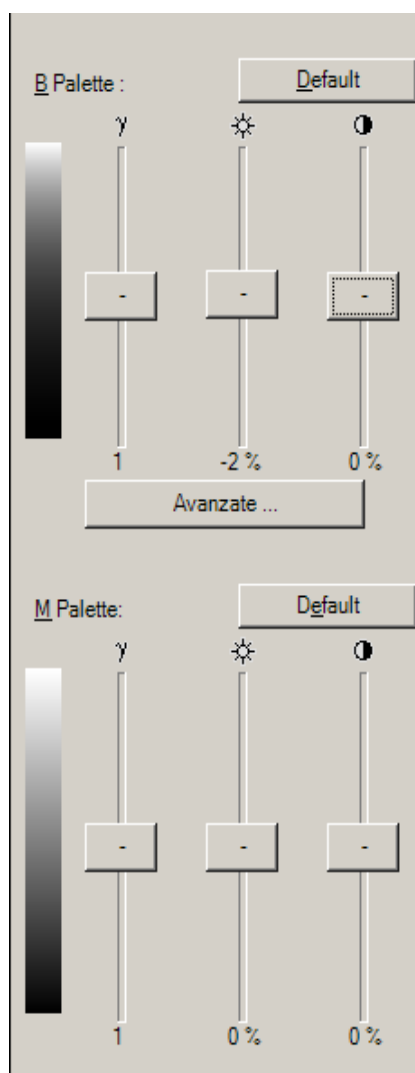 B Palette :
Default
γ
-
-
-
1
-2 %
0 %
Avanzate ...
M Palette:
Default
γ
-
-
-
1
0 %
0 %